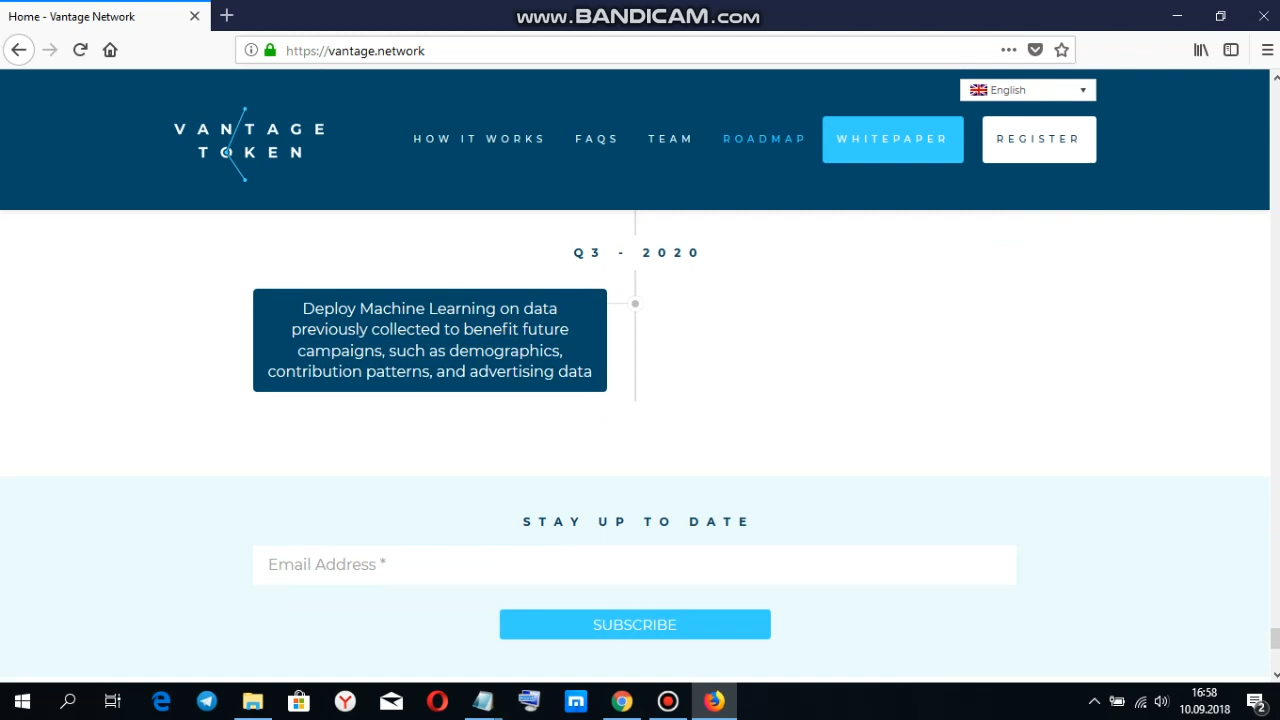 Home - Vantage Network
www.BANDICAM.com
https://vantage.network
English
VANTAGE
TOKEN
HOW IT WORKS
FAQS
TEAM
ROADMAP
WHITEPAPER
REGISTER
Q3 - 2020
Deploy Machine Learning on data
previously collected to benefit future
campaigns, such as demographics,
contribution patterns, and advertising data
STAY UP TO DATE
Email Address *
SUBSCRIBE
16:58
10.09.2018
2